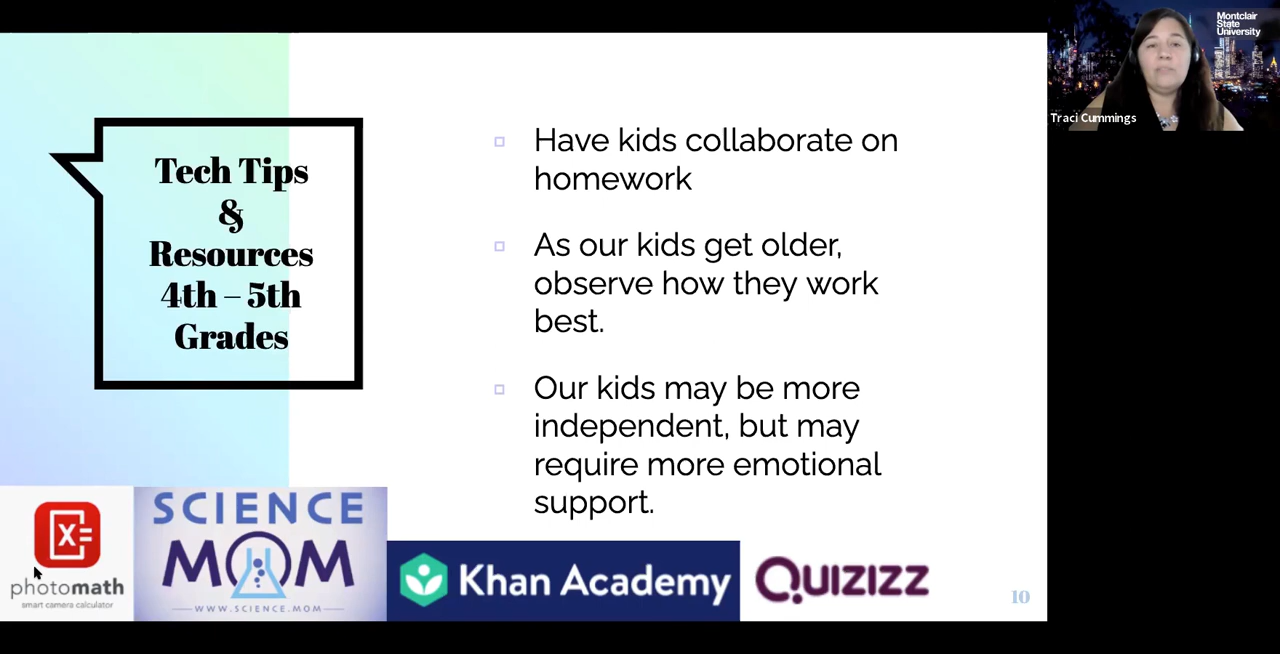 Tech Tips
&
Resources
4th – 5th
Grades
Have kids collaborate on
homework
As our kids get older,
observe how they work
best.
Our kids may be more
independent, but may
require more emotional
support.
photomath
smart camera calculator
SCIENCE
MOM
WWW.SCIENCE.MOM
Khan Academy
QUIZIZZ
10
Montclair
State
University
Traci Cummings